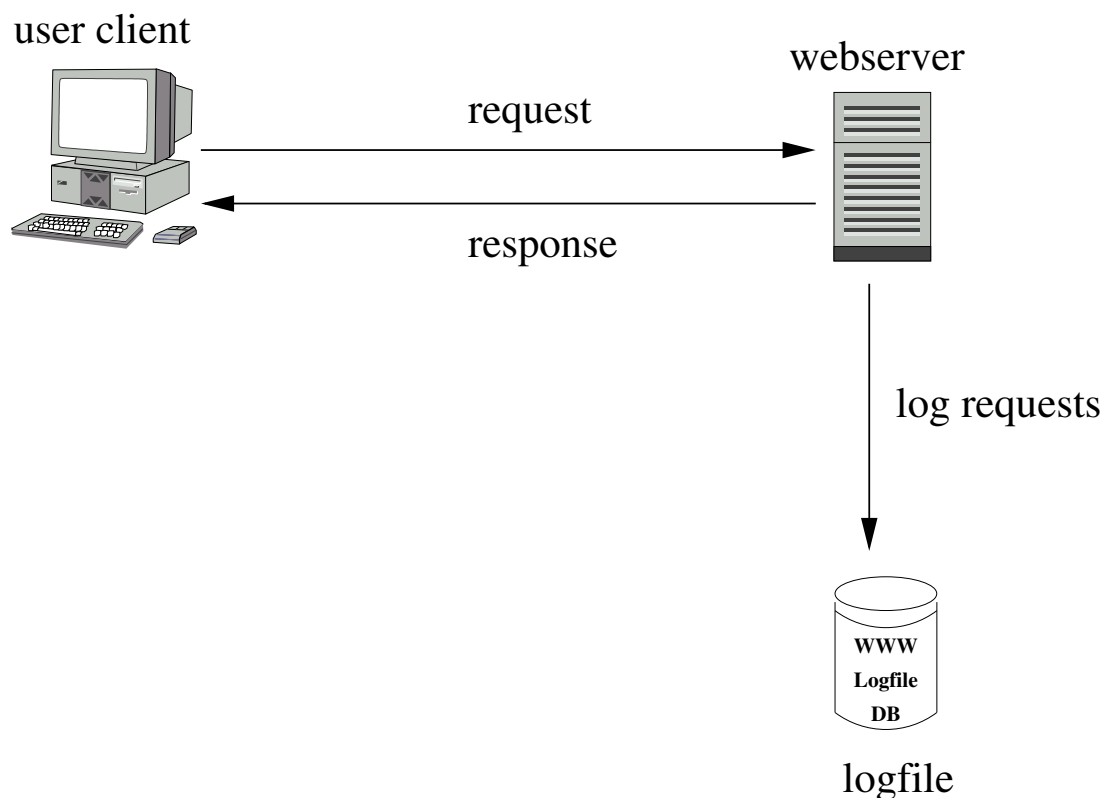 user client
webserver
request
response
log requests
WWW
Logfile
DB
logfile